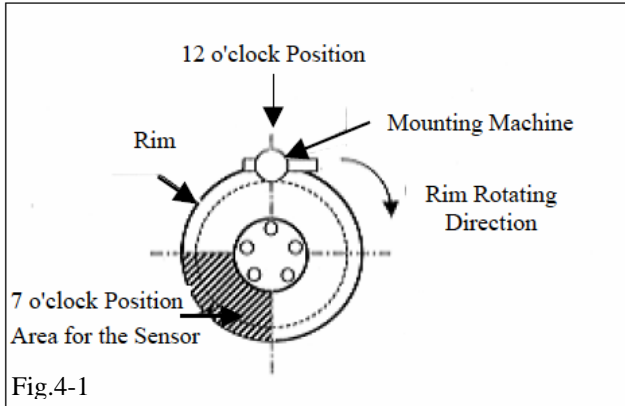 12 o'clock Position
Mounting Machine
Rim
Rim Rotating
Direction
7 o'clock Position
Area for the Sensor
Fig.4-1